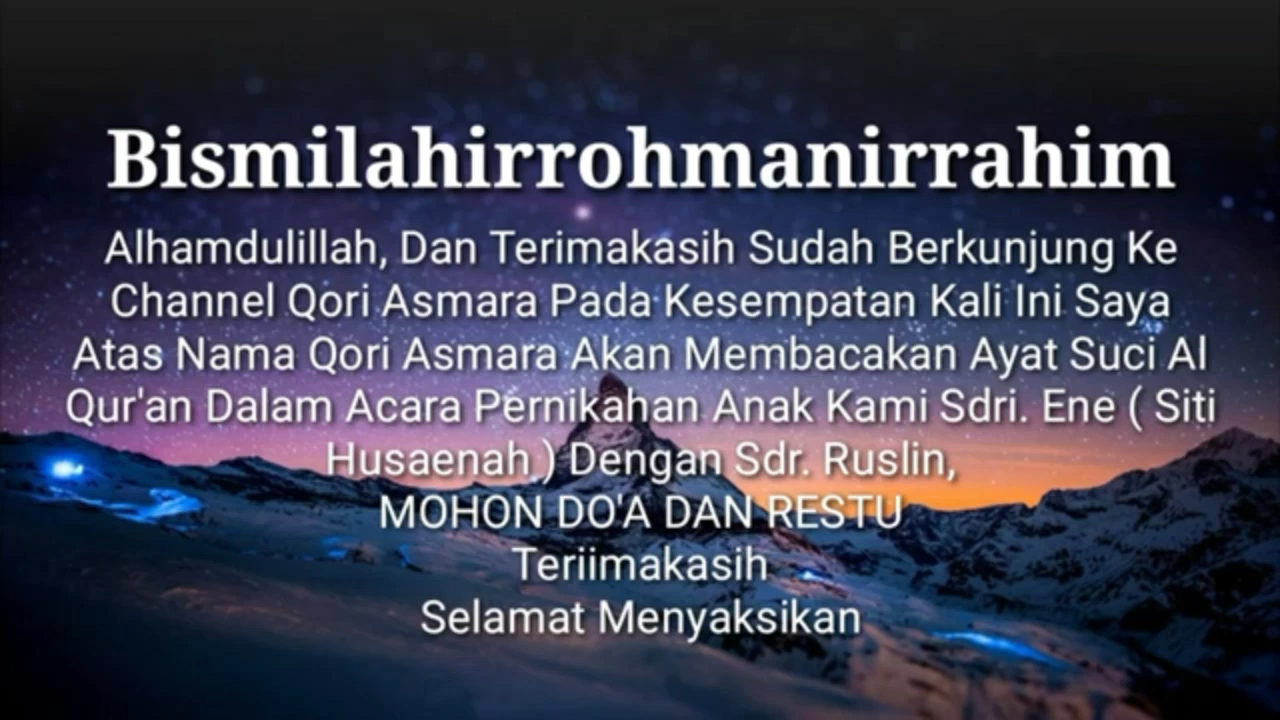 Bismilahirrohmanirrahim
Alhamdulillah, Dan Terimakasih Sudah Berkunjung Ke
Channel Qori Asmara Pada Kesempatan Kali Ini Saya
Atas Nama Qori Asmara Akan Membacakan Ayat Suci Al
Qur'an Dalam Acara Pernikahan Anak Kami Sdri. Ene ( Siti
Husaenah ) Dengan Sdr. Ruslin,
MOHON DO'A DAN RESTU
Teriimakasih
Selamat Menyaksikan